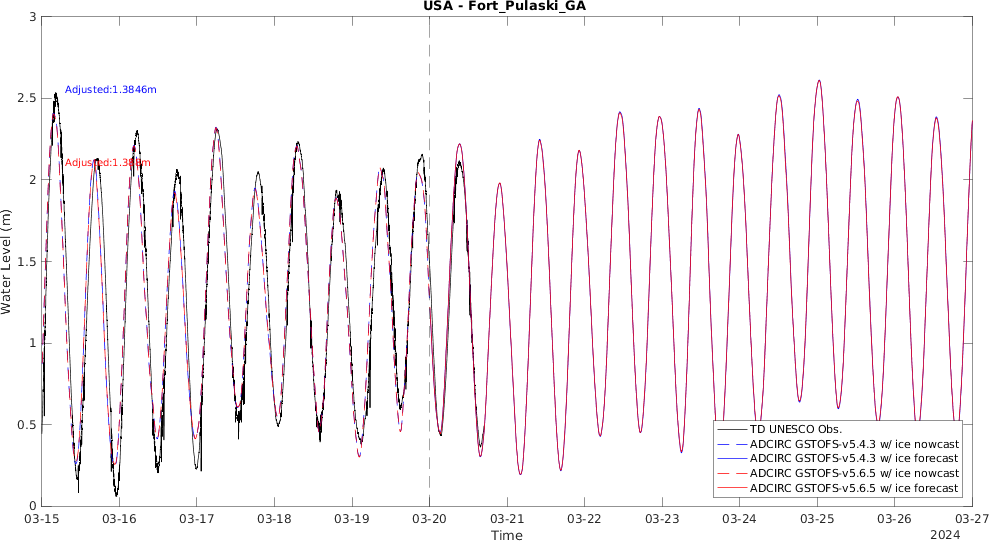 USA - Fort_Pulaski_GA
3
2.5
2
1.5
1
0.5
0
Water Level (m)
Adjusted:1.3846m
Adjusted:1.388m
TD UNESCO Obs.
ADCIRC GSTOFS-v5.4.3 w/ ice nowcast
ADCIRC GSTOFS-v5.4.3 w/ ice forecast
ADCIRC GSTOFS-v5.6.5 w/ ice nowcast
ADCIRC GSTOFS-v5.6.5 w/ ice forecast
03-15 03-16 03-17 03-18 03-19 03-20 03-21 03-22 03-23 03-24 03-25 03-26 03-27
Time
2024